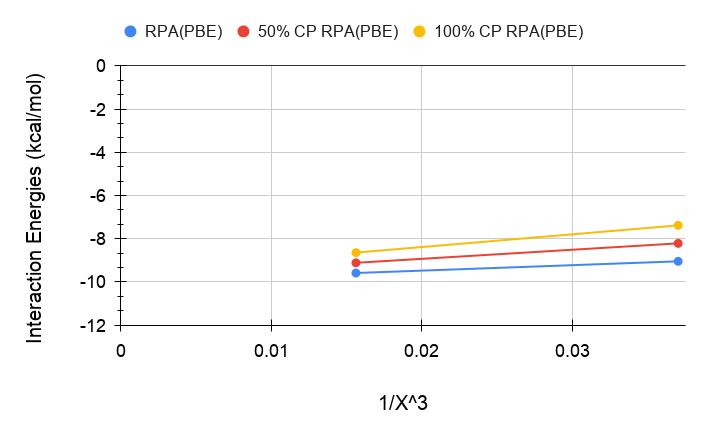 RPA(PBE) 50% CP RPA(PBE) 100% CP RPA(PBE)
Interaction Energies (kcal/mol)
0
-2
-4
-6
-8
-10
-12
0 0.01 0.02 0.03
1/X^3